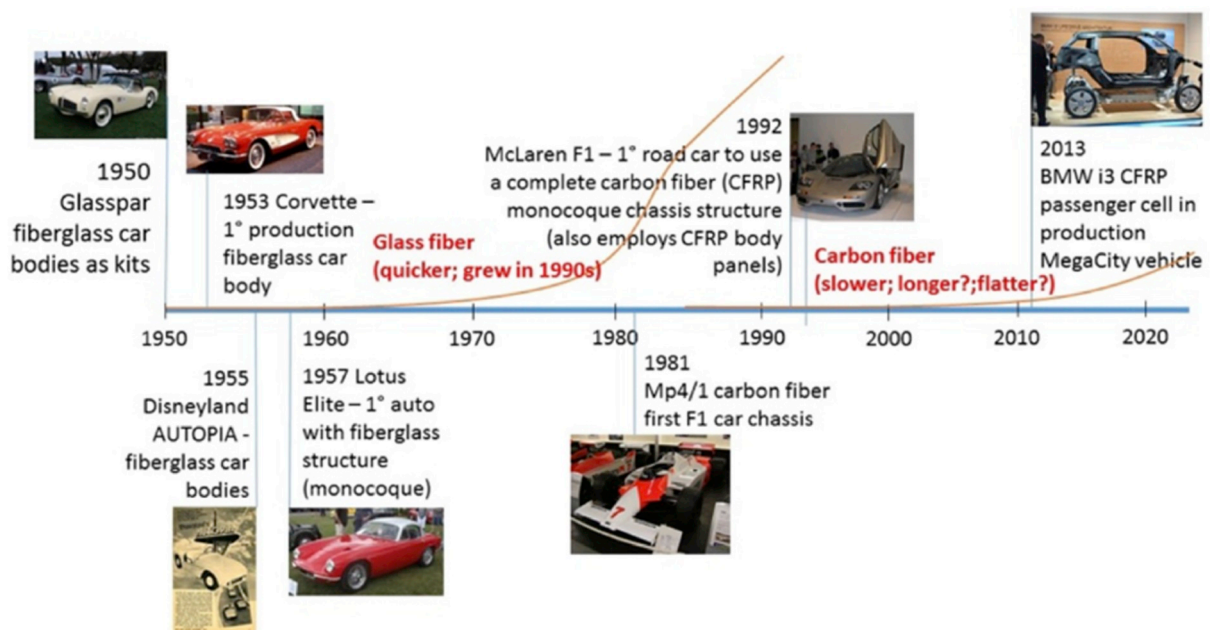 1950
Glasspar
fiberglass car
bodies as kits
1953 Corvette –
1° production
fiberglass car
body
Glass fiber
(quicker; grew in 1990s)
1992
McLaren F1 – 1° road car to use
a complete carbon fiber (CFRP)
monocoque chassis structure
(also employs CFRP body
panels)
Carbon fiber
(slower; longer?;flatter?)
2013
BMW i3 CFRP
passenger cell in
production
MegaCity vehicle
1950
1960
1970
1980
1990
2000
2010
2020
1955
Disneyland
AUTOPIA -
fiberglass car
bodies
1957 Lotus
Elite – 1° auto
with fiberglass
structure
(monocoque)
1981
Mp4/1 carbon fiber
first F1 car chassis
7